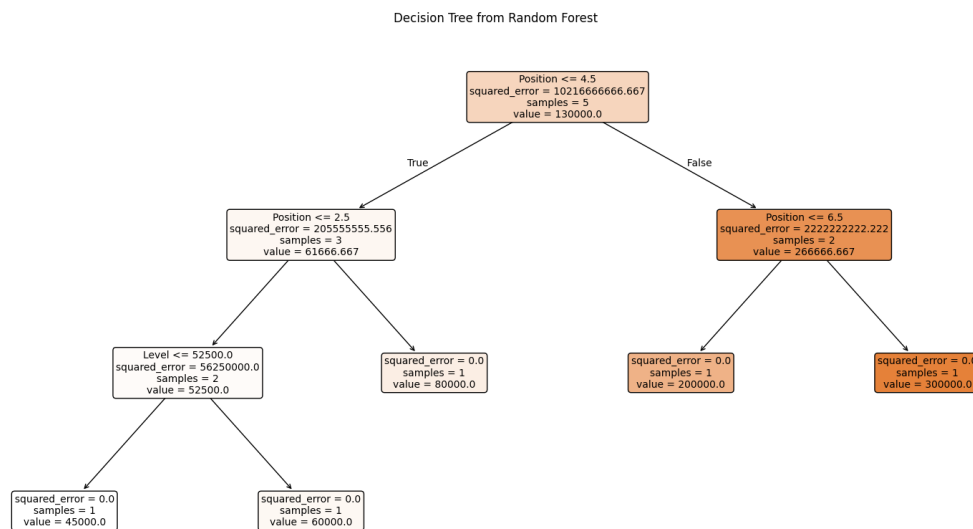 Decision Tree from Random Forest
Position <= 4.5
squared_error = 10216666666.667
samples = 5
value = 130000.0
True
False
Position <= 2.5
squared_error = 205555555.556
samples = 3
value = 61666.667
Position <= 6.5
squared_error = 2222222222.222
samples = 2
value = 266666.667
Level <= 52500.0
squared_error = 56250000.0
samples = 2
value = 52500.0
squared_error = 0.0
samples = 1
value = 80000.0
squared_error = 0.0
samples = 1
value = 200000.0
squared_error = 0.0
samples = 1
value = 300000.0
squared_error = 0.0
samples = 1
value = 45000.0
squared_error = 0.0
samples = 1
value = 60000.0